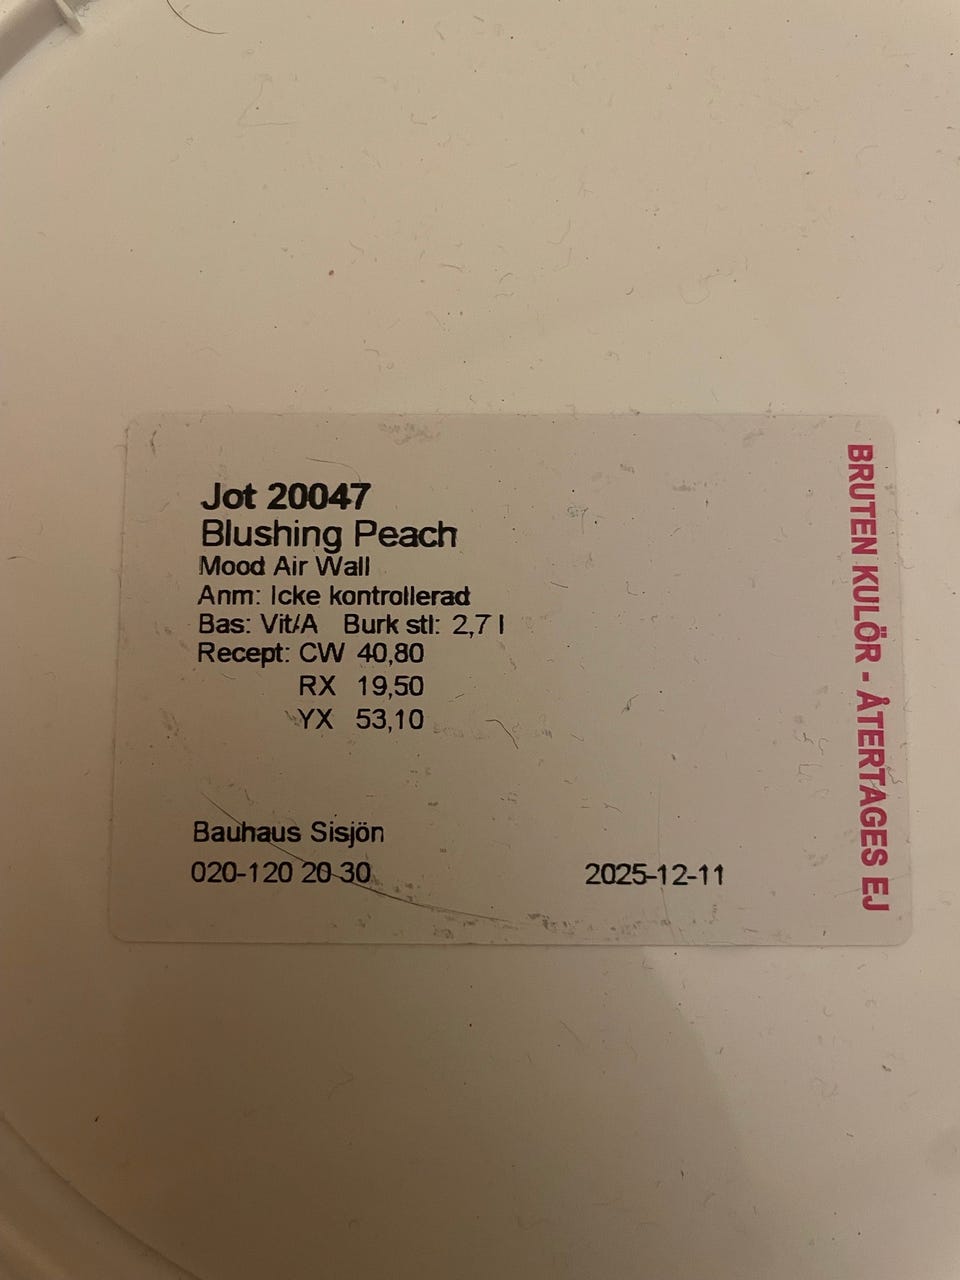 Jot 20047
Blushing Peach
Mood Air Wall
Anm: Icke kontrollerad
Bas: Vit/A Burk stl: 2,7 l
Recept: CW 40,80
RX 19,50
YX 53,10
Bauhaus Sisjön
020-120 20 30 2025-12-11
BRUTEN KULÖR - ÅTERTAGES EJ